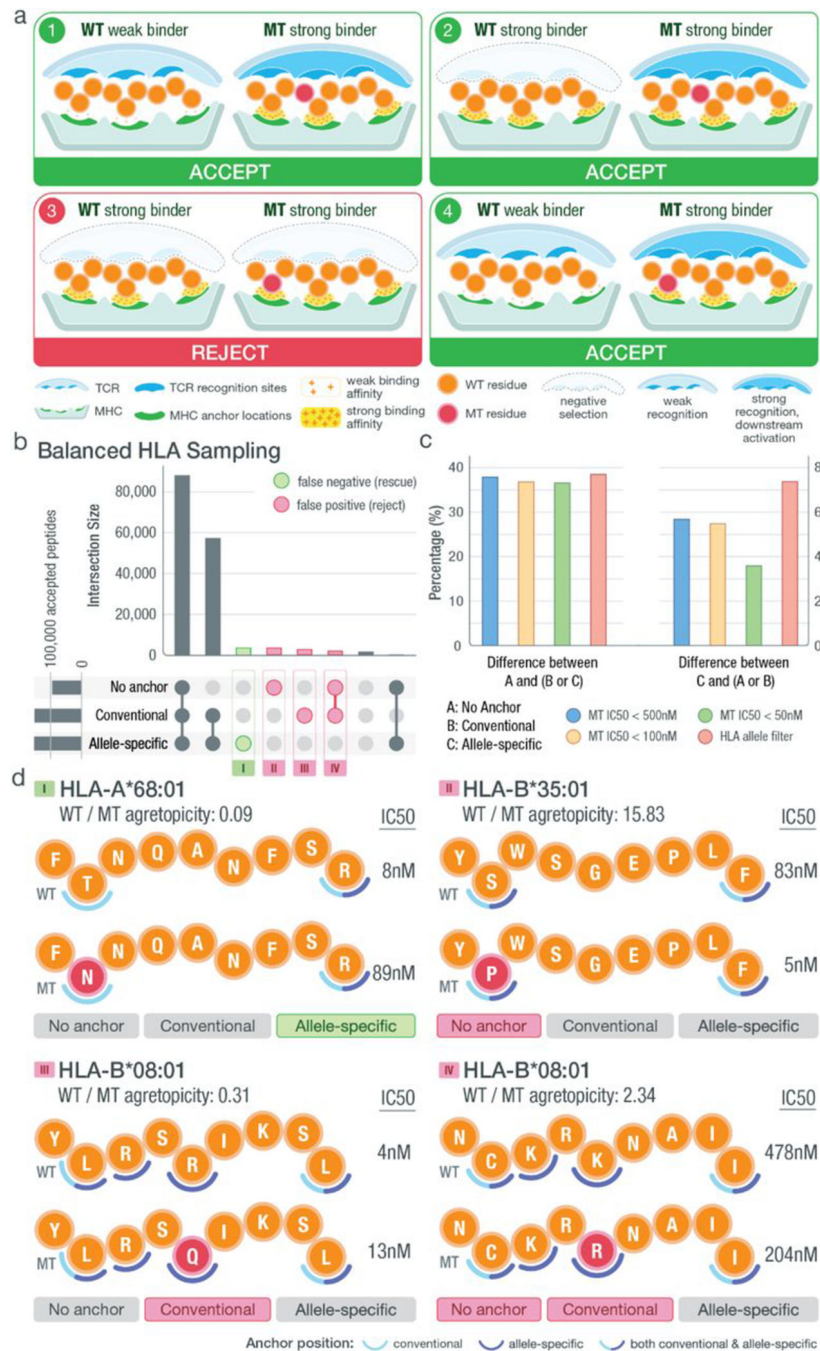 a
1 WT weak binder MT strong binder
ACCEPT
2 WT strong binder MT strong binder
ACCEPT
3 WT strong binder MT strong binder
REJECT
4 WT weak binder MT strong binder
ACCEPT
TCR
MHC
TCR recognition sites
MHC anchor locations
weak binding
affinity
strong binding
affinity
WT residue
MT residue
negative
selection
weak
recognition
strong
recognition,
downstream
activation
b Balanced HLA Sampling
false negative (rescue)
false positive (reject)
Intersection Size
80,000
60,000
40,000
20,000
0
100,000 accepted peptides
0
No anchor
Conventional
Allele-specific
I II III IV
c
Percentage (%)
40
30
20
10
0
8
6
4
2
0
Difference between
A and (B or C)
Difference between
C and (A or B)
A: No Anchor
B: Conventional
C: Allele-specific
MT IC50 < 500nM
MT IC50 < 100nM
MT IC50 < 50nM
HLA allele filter
d
I HLA-A*68:01
WT / MT agretopicity: 0.09
IC50
F T N Q A N F S R
WT
8nM
F N N Q A N F S R
MT
89nM
No anchor Conventional Allele-specific
II HLA-B*35:01
WT / MT agretopicity: 15.83
IC50
Y S W S G E P L F
WT
83nM
Y P W S G E P L F
MT
5nM
No anchor Conventional Allele-specific
III HLA-B*08:01
WT / MT agretopicity: 0.31
IC50
Y L R S R I K S L
WT
4nM
Y L R S Q I K S L
MT
13nM
No anchor Conventional Allele-specific
IV HLA-B*08:01
WT / MT agretopicity: 2.34
IC50
N C K R K N A I I
WT
478nM
N C K R R N A I I
MT
204nM
No anchor Conventional Allele-specific
Anchor position: conventional allele-specific both conventional & allele-specific